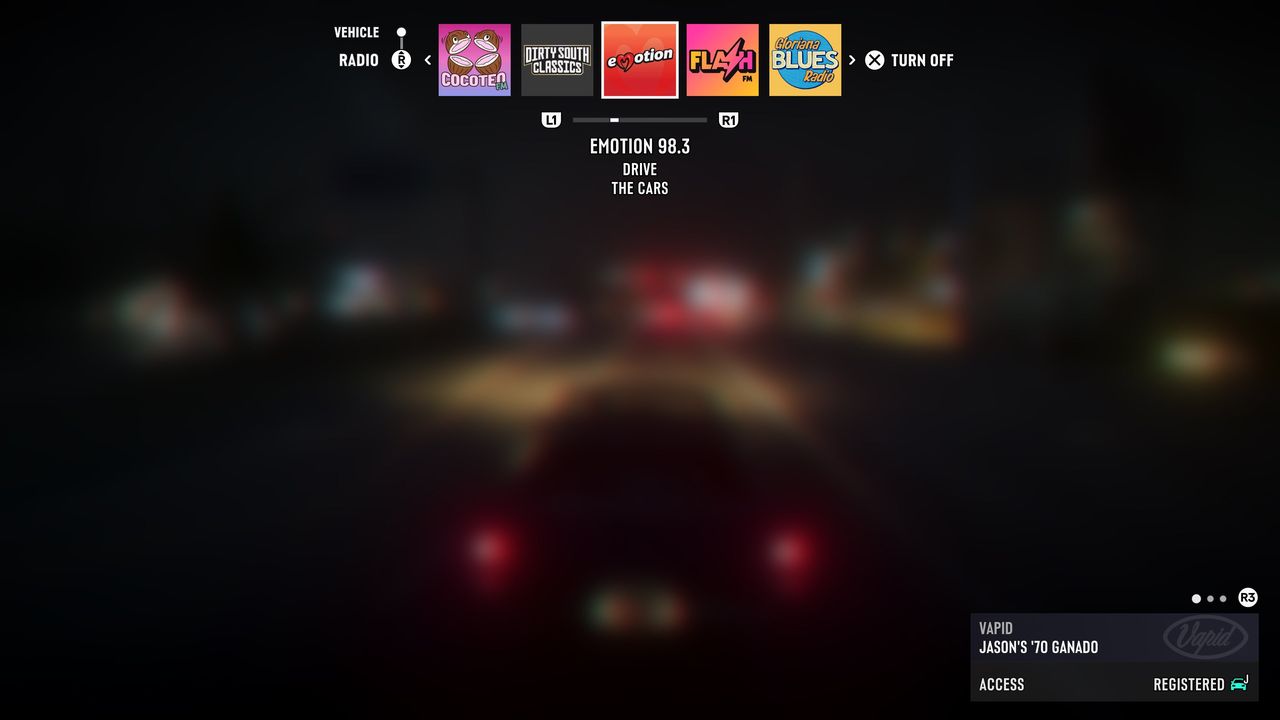 VEHICLE
RADIO
R
COCOTEQ FM
DIRTY SOUTH CLASSICS
emotion
FLASH FM
Gloriana BLUES Radio
TURN OFF
L1
R1
EMOTION 98.3
DRIVE
THE CARS
R3
VAPID
Vapid
JASON'S '70 GANADO
ACCESS
REGISTERED
J